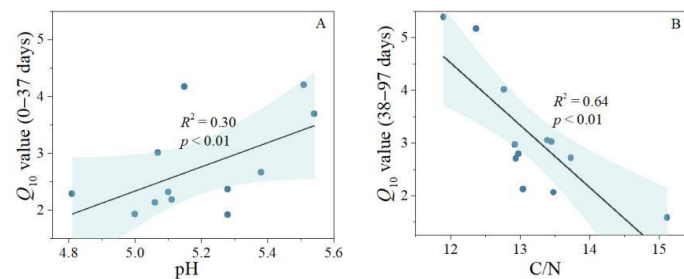 A
Q10 value (0–37 days)
5
4
3
2
R2 = 0.30
p < 0.01
4.8 5.0 5.2 5.4 5.6
pH
B
Q10 value (38–97 days)
5
4
3
2
R2 = 0.64
p < 0.01
12 13 14 15
C/N